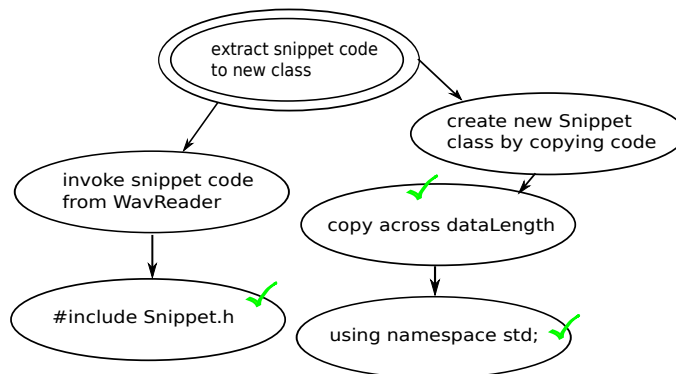 extract snippet code
to new class
create new Snippet
class by copying code
invoke snippet code
from WavReader
copy across dataLength
#include Snippet.h
using namespace std;